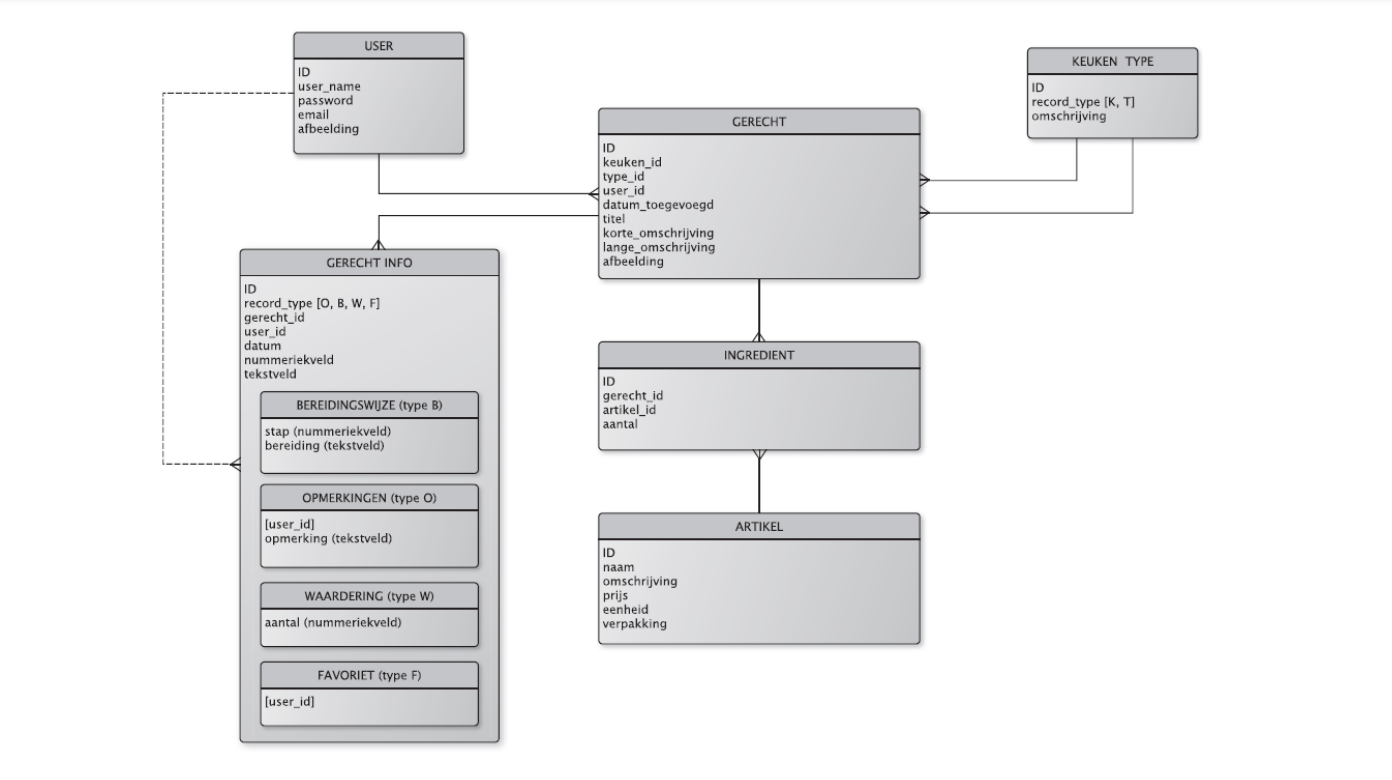 USER
ID
user_name
password
email
afbeelding
KEUKEN TYPE
ID
record_type [K, T]
omschrijving
GERECHT
ID
keuken_id
type_id
user_id
datum_toegevoegd
titel
korte_omschrijving
lange_omschrijving
afbeelding
GERECHT INFO
ID
record_type [O, B, W, F]
gerecht_id
user_id
datum
nummeriekveld
tekstveld
BEREIDINGSWIJZE (type B)
stap (nummeriekveld)
bereiding (tekstveld)
OPMERKINGEN (type O)
[user_id]
opmerking (tekstveld)
WAARDERING (type W)
aantal (nummeriekveld)
FAVORIET (type F)
[user_id]
INGREDIENT
ID
gerecht_id
artikel_id
aantal
ARTIKEL
ID
naam
omschrijving
prijs
eenheid
verpakking